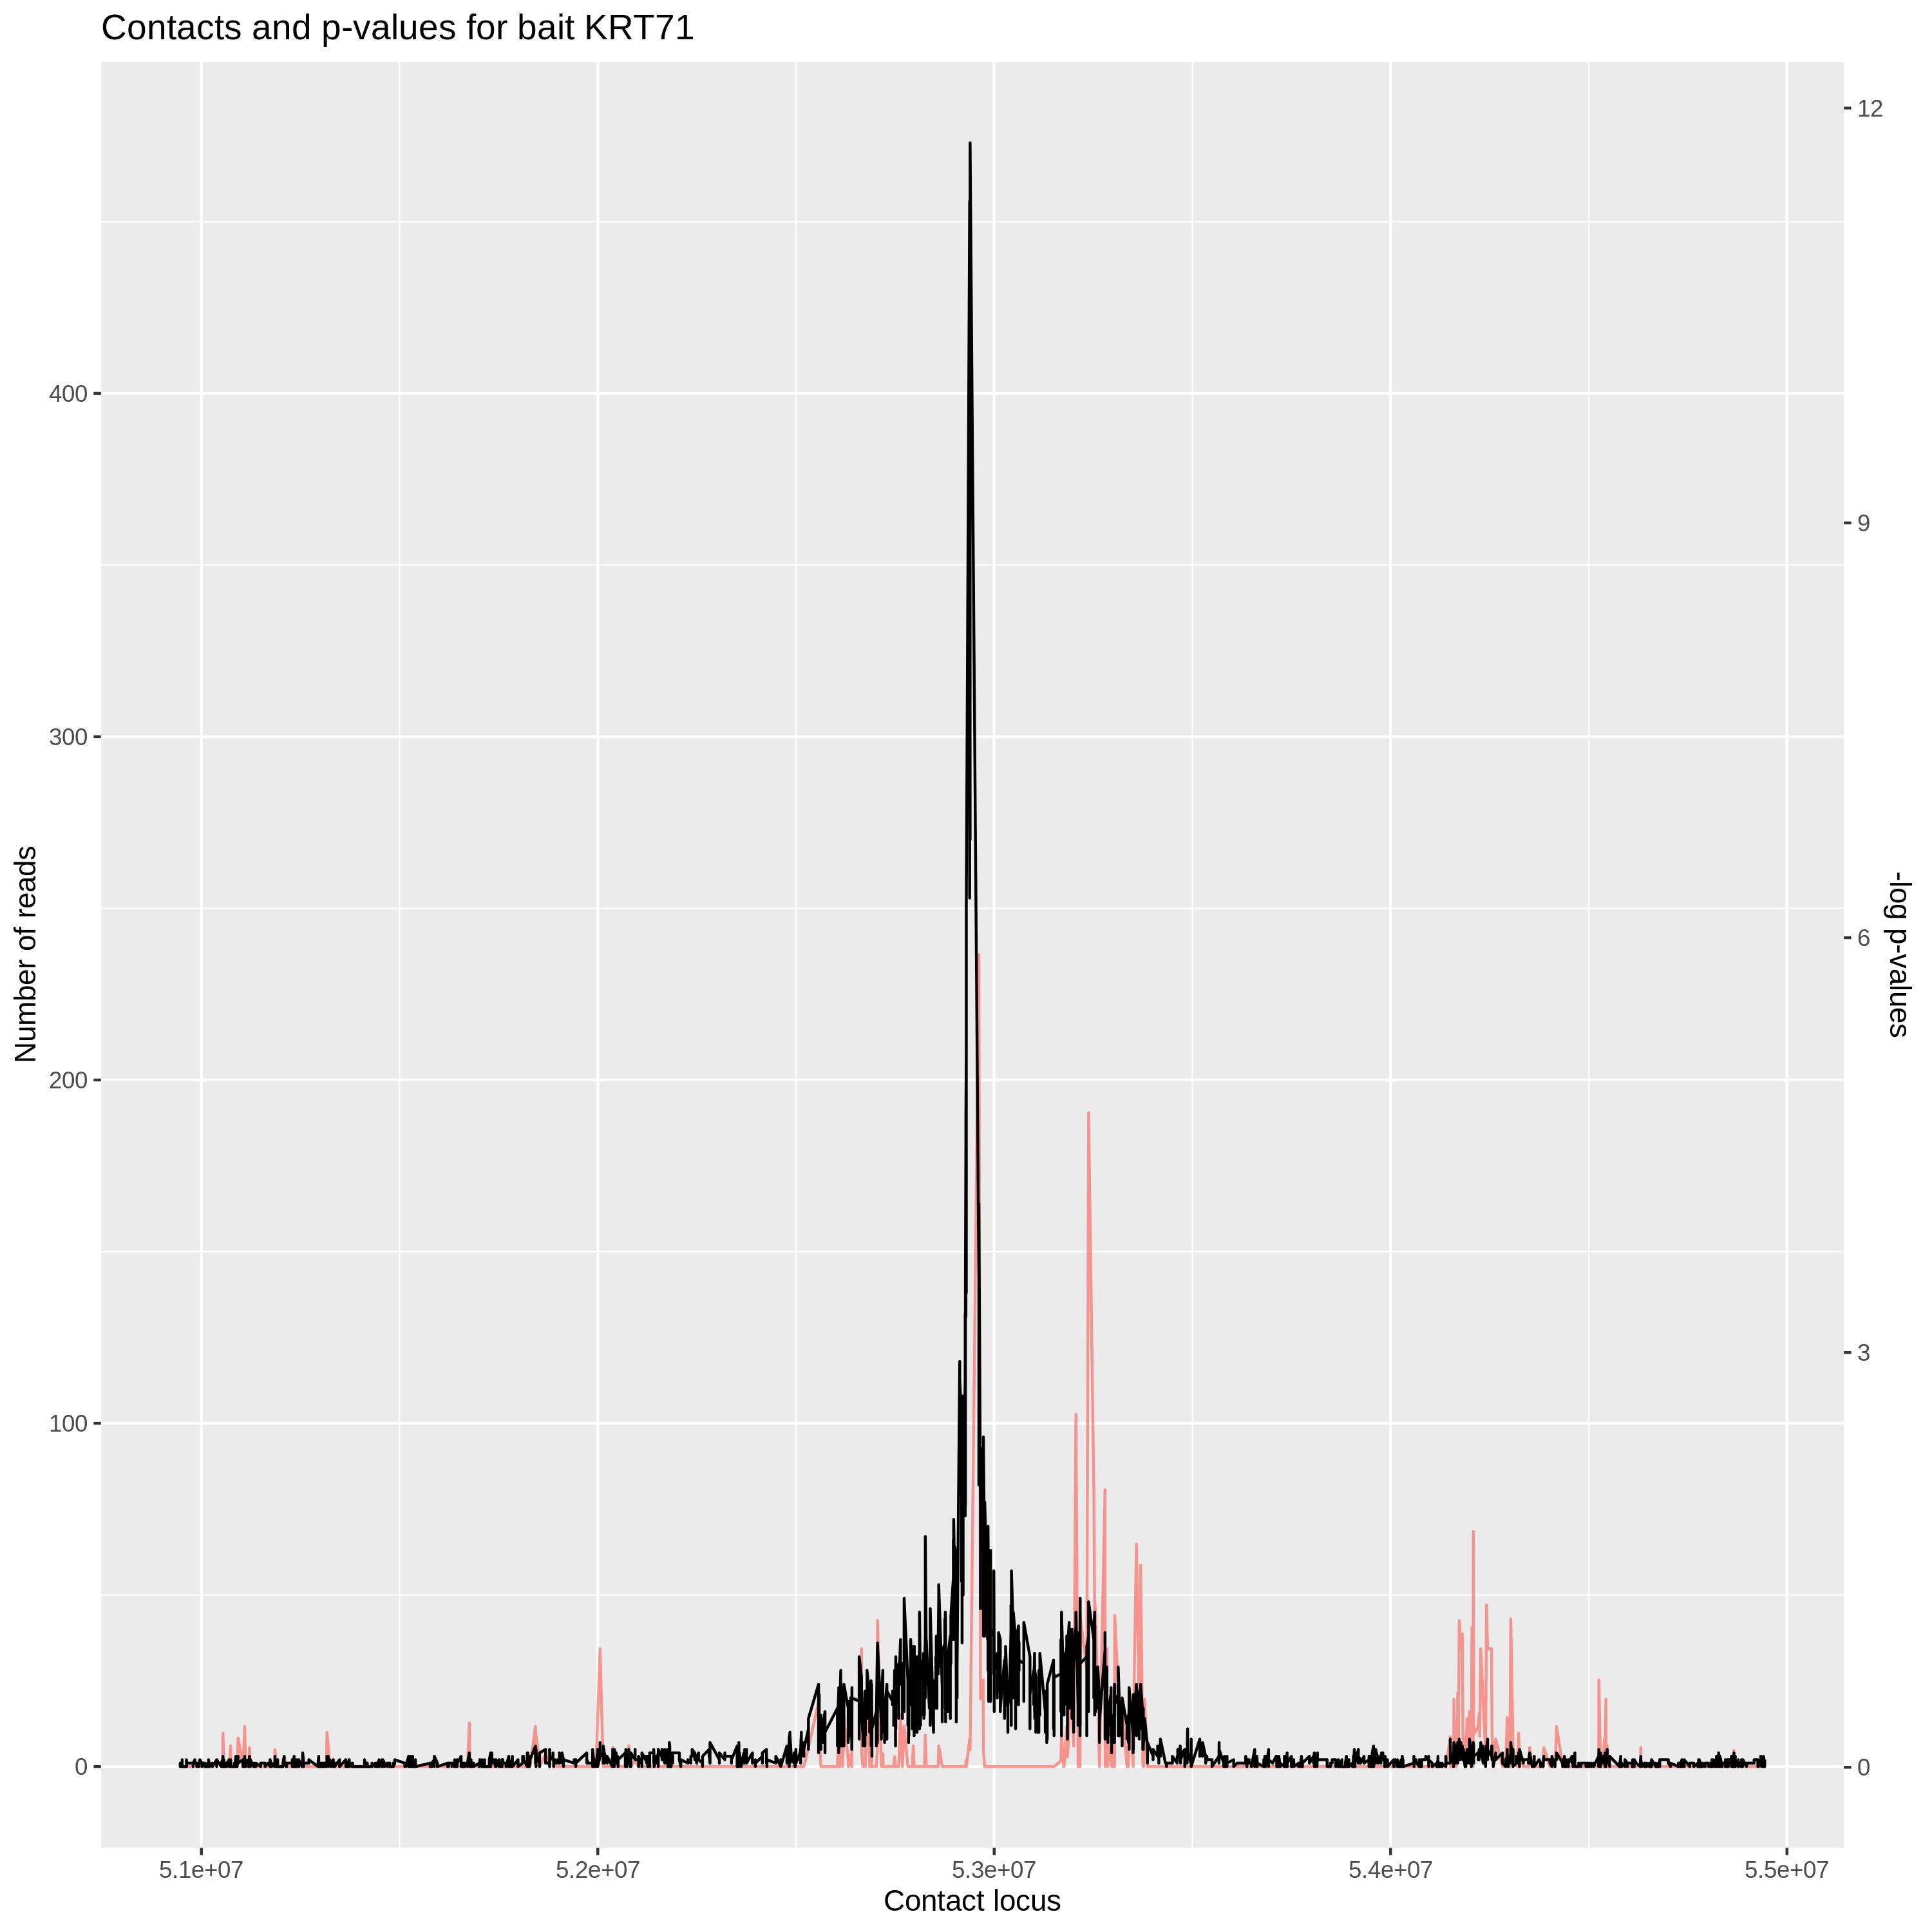 Contacts and p-values for bait KRT71
Number of reads
400
300
200
100
0
12
9
6
3
0
-log p-values
5.1e+07 5.2e+07 5.3e+07 5.4e+07 5.5e+07
Contact locus